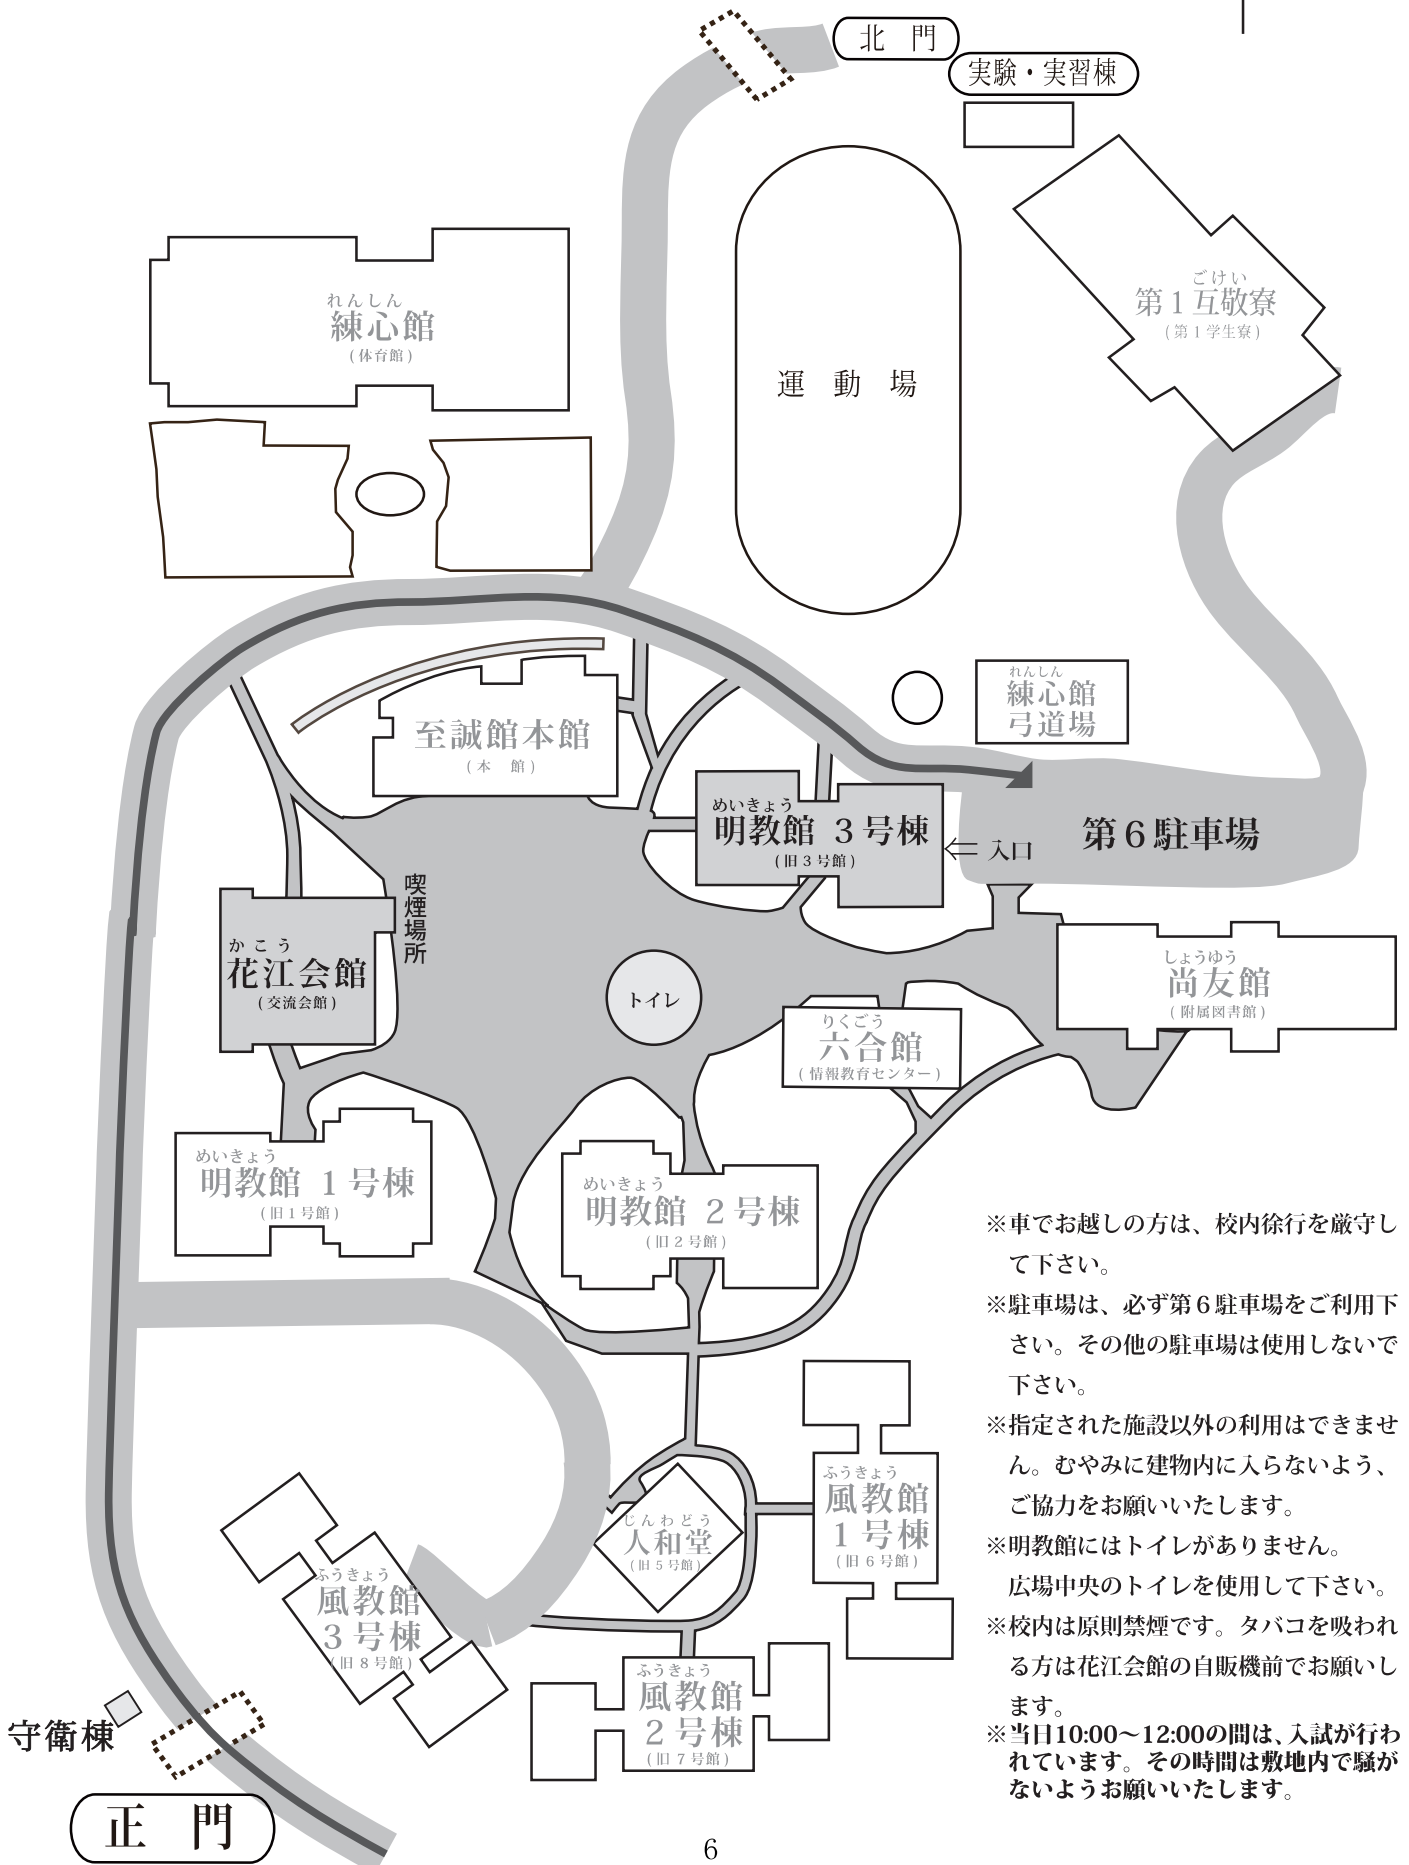 北　門
実験・実習棟
ごけい
第１互敬寮
(第１学生寮)
れんしん
練心館
(体育館)
運　動　場
れんしん
練心館
弓道場
至誠館本館
(本　館)
めいきょう
明教館 ３号棟
(旧３号館)
入口
第６駐車場
喫煙場所
かこう
花江会館
(交流会館)
トイレ
しょうゆう
尚友館
(附属図書館)
りくごう
六合館
(情報教育センター)
めいきょう
明教館 １号棟
(旧１号館)
めいきょう
明教館 ２号棟
(旧２号館)
※車でお越しの方は、校内徐行を厳守し
て下さい。
※駐車場は、必ず第６駐車場をご利用下
さい。その他の駐車場は使用しないで
下さい。
※指定された施設以外の利用はできませ
ん。むやみに建物内に入らないよう、
ご協力をお願いいたします。
※明教館にはトイレがありません。
広場中央のトイレを使用して下さい。
※校内は原則禁煙です。タバコを吸われ
る方は花江会館の自販機前でお願いし
ます。
※当日10:00～12:00の間は、入試が行わ
れています。その時間は敷地内で騒が
ないようお願いいたします。
ふうきょう
風教館
１号棟
(旧６号館)
じんわどう
人和堂
(旧５号館)
ふうきょう
風教館
３号棟
(旧８号館)
ふうきょう
風教館
２号棟
(旧７号館)
守衛棟
正　門
6